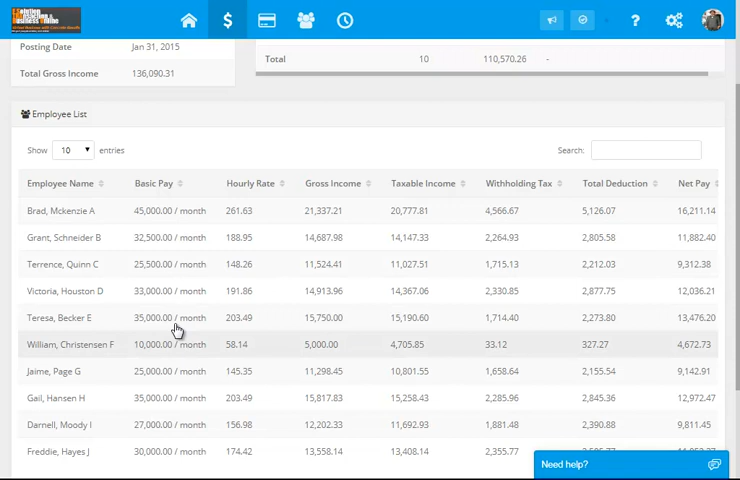 $
?
Posting Date Jan 31, 2015
Total Gross Income 136,090.31
Total 10 110,570.26 -
Employee List
Show 10 entries Search:
Employee Name Basic Pay Hourly Rate Gross Income Taxable Income Withholding Tax Total Deduction Net Pay
Brad, Mckenzie A 45,000.00 / month 261.63 21,337.21 20,777.81 4,566.67 5,126.07 16,211.14
Grant, Schneider B 32,500.00 / month 188.95 14,687.98 14,147.33 2,264.93 2,805.58 11,882.40
Terrence, Quinn C 25,500.00 / month 148.26 11,524.41 11,027.51 1,715.13 2,212.03 9,312.38
Victoria, Houston D 33,000.00 / month 191.86 14,913.96 14,367.06 2,330.85 2,877.75 12,036.21
Teresa, Becker E 35,000.00 / month 203.49 15,750.00 15,190.60 1,714.40 2,273.80 13,476.20
William, Christensen F 10,000.00 / month 58.14 5,000.00 4,705.85 33.12 327.27 4,672.73
Jaime, Page G 25,000.00 / month 145.35 11,298.45 10,801.55 1,658.64 2,155.54 9,142.91
Gail, Hansen H 35,000.00 / month 203.49 15,817.83 15,258.43 2,285.96 2,845.36 12,972.47
Darnell, Moody I 27,000.00 / month 156.98 12,202.33 11,692.93 1,881.48 2,390.88 9,811.45
Freddie, Hayes J 30,000.00 / month 174.42 13,558.14 13,408.14 2,355.77
Need help?